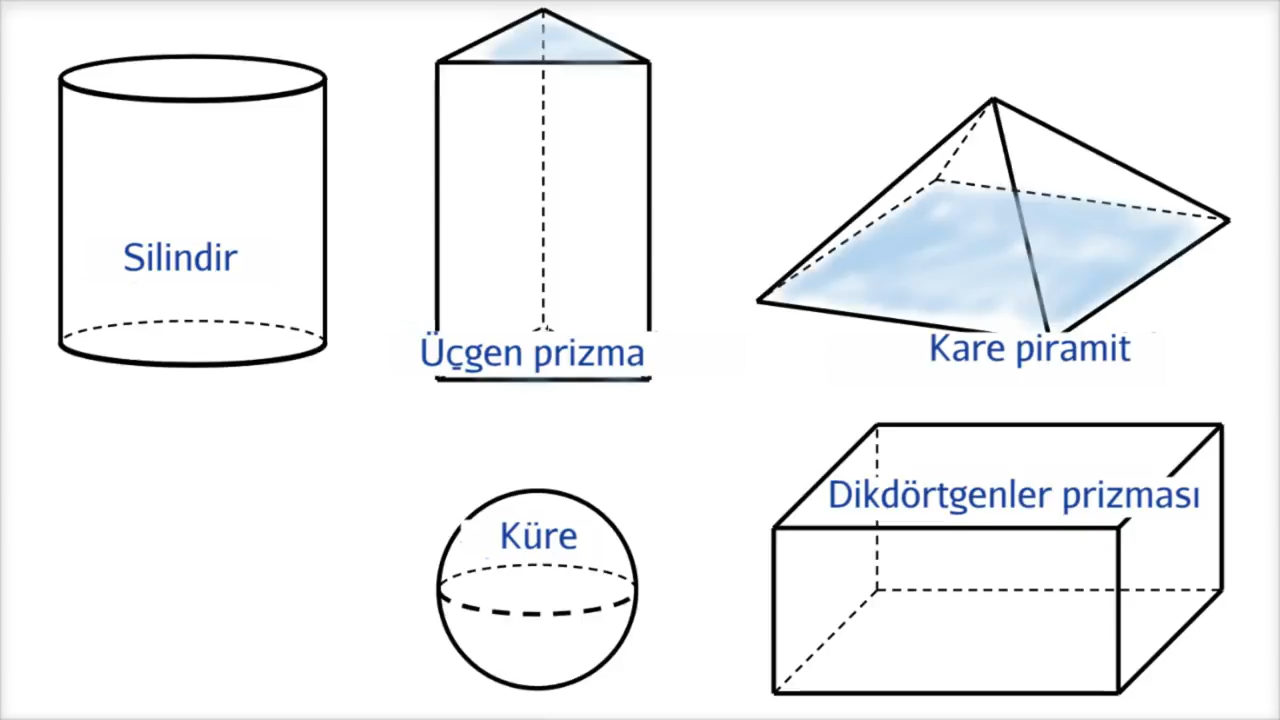 Silindir
Üçgen prizma
Kare piramit
Küre
Dikdörtgenler prizması